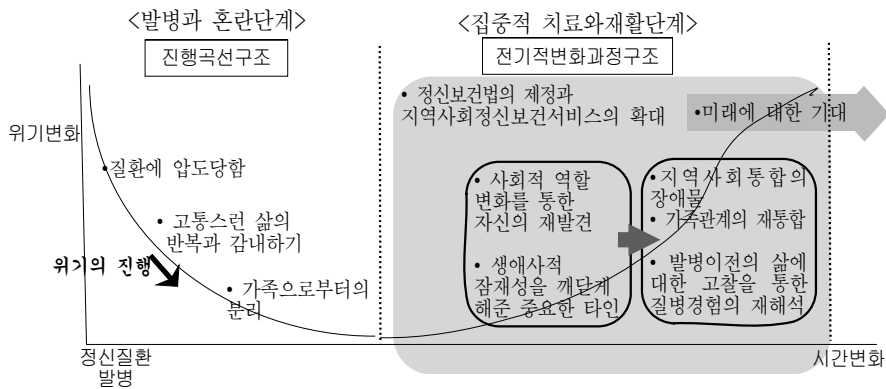 <발병과 혼란단계>
<집중적 치료와재활단계>
진행곡선구조
전기적변화과정구조
위기변화
• 정신보건법의 제정과
지역사회정신보건서비스의 확대
•미래에 대한 기대
•질환에 압도당함
• 고통스런 삶의
반복과 감내하기
위기의 진행
• 가족으로부터의
분리
• 사회적 역할
변화를 통한
자신의 재발견
• 생애사적
잠재성을 깨닫게
해준 중요한 타인
•지역사회통합의
장애물
• 가족관계의 재통합
• 발병이전의 삶에
대한 고찰을 통한
질병경험의 재해석
정신질환
발병
시간변화